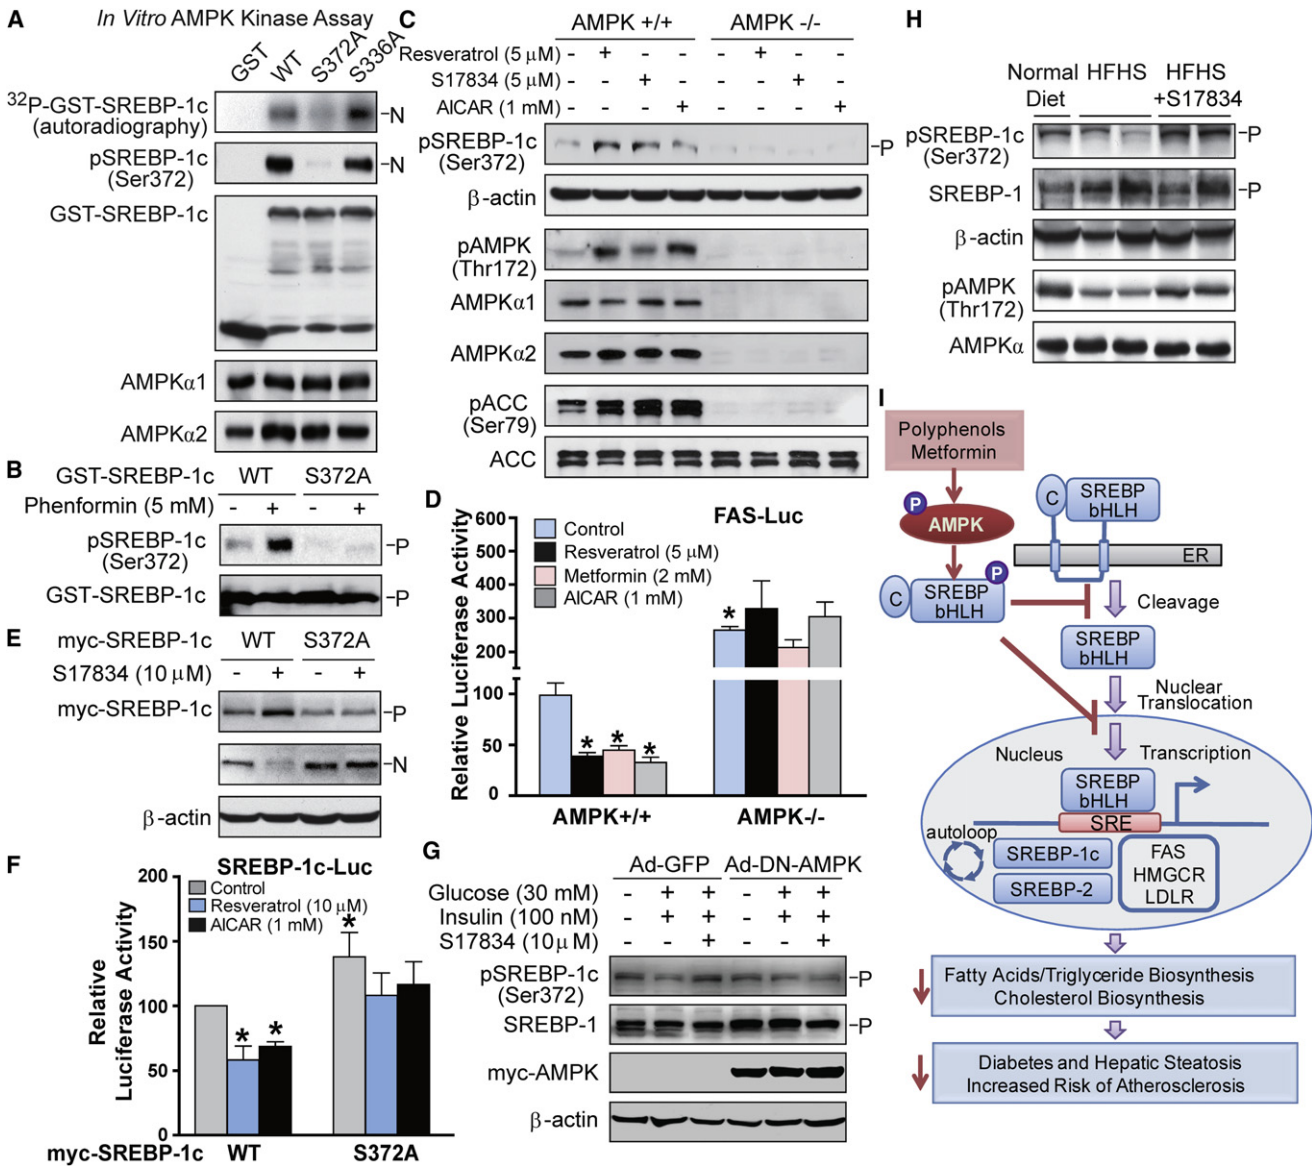 A
In Vitro AMPK Kinase Assay
GST
WT
S372A
S336A
32P-GST-SREBP-1c
(autoradiography)
-N
pSREBP-1c
(Ser372)
-N
GST-SREBP-1c
AMPKα1
AMPKα2
B
GST-SREBP-1c
WT
S372A
Phenformin (5 mM)
- + - +
pSREBP-1c
(Ser372)
-P
GST-SREBP-1c
-P
C
AMPK +/+
AMPK -/-
Resveratrol (5 μM)
- + - - - + - -
S17834 (5 μM)
- - + - - - + -
AICAR (1 mM)
- - - + - - - +
pSREBP-1c
(Ser372)
-P
β-actin
pAMPK
(Thr172)
AMPKα1
AMPKα2
pACC
(Ser79)
ACC
D
FAS-Luc
Relative Luciferase Activity
600
500
400
300
200
100
50
0
Control
Resveratrol (5 μM)
Metformin (2 mM)
AICAR (1 mM)
* * * *
AMPK+/+
AMPK-/-
E
myc-SREBP-1c
WT
S372A
S17834 (10 μM)
- + - +
myc-SREBP-1c
-P
-N
β-actin
F
SREBP-1c-Luc
Relative
Luciferase Activity
200
150
100
50
0
Control
Resveratrol (10 μM)
AICAR (1 mM)
* * *
myc-SREBP-1c
WT
S372A
G
Ad-GFP
Ad-DN-AMPK
Glucose (30 mM)
- + + - + +
Insulin (100 nM)
- + + - + +
S17834 (10μM)
- - + - - +
pSREBP-1c
(Ser372)
-P
SREBP-1
-P
myc-AMPK
β-actin
H
Normal
Diet
HFHS
HFHS
+S17834
pSREBP-1c
(Ser372)
-P
SREBP-1
-P
β-actin
pAMPK
(Thr172)
AMPKα
I
Polyphenols
Metformin
P
AMPK
P
C
SREBP
bHLH
C
SREBP
bHLH
ER
Cleavage
SREBP
bHLH
Nuclear
Translocation
Nucleus
Transcription
SREBP
bHLH
SRE
autoloop
SREBP-1c
SREBP-2
FAS
HMGCR
LDLR
Fatty Acids/Triglyceride Biosynthesis
Cholesterol Biosynthesis
Diabetes and Hepatic Steatosis
Increased Risk of Atherosclerosis